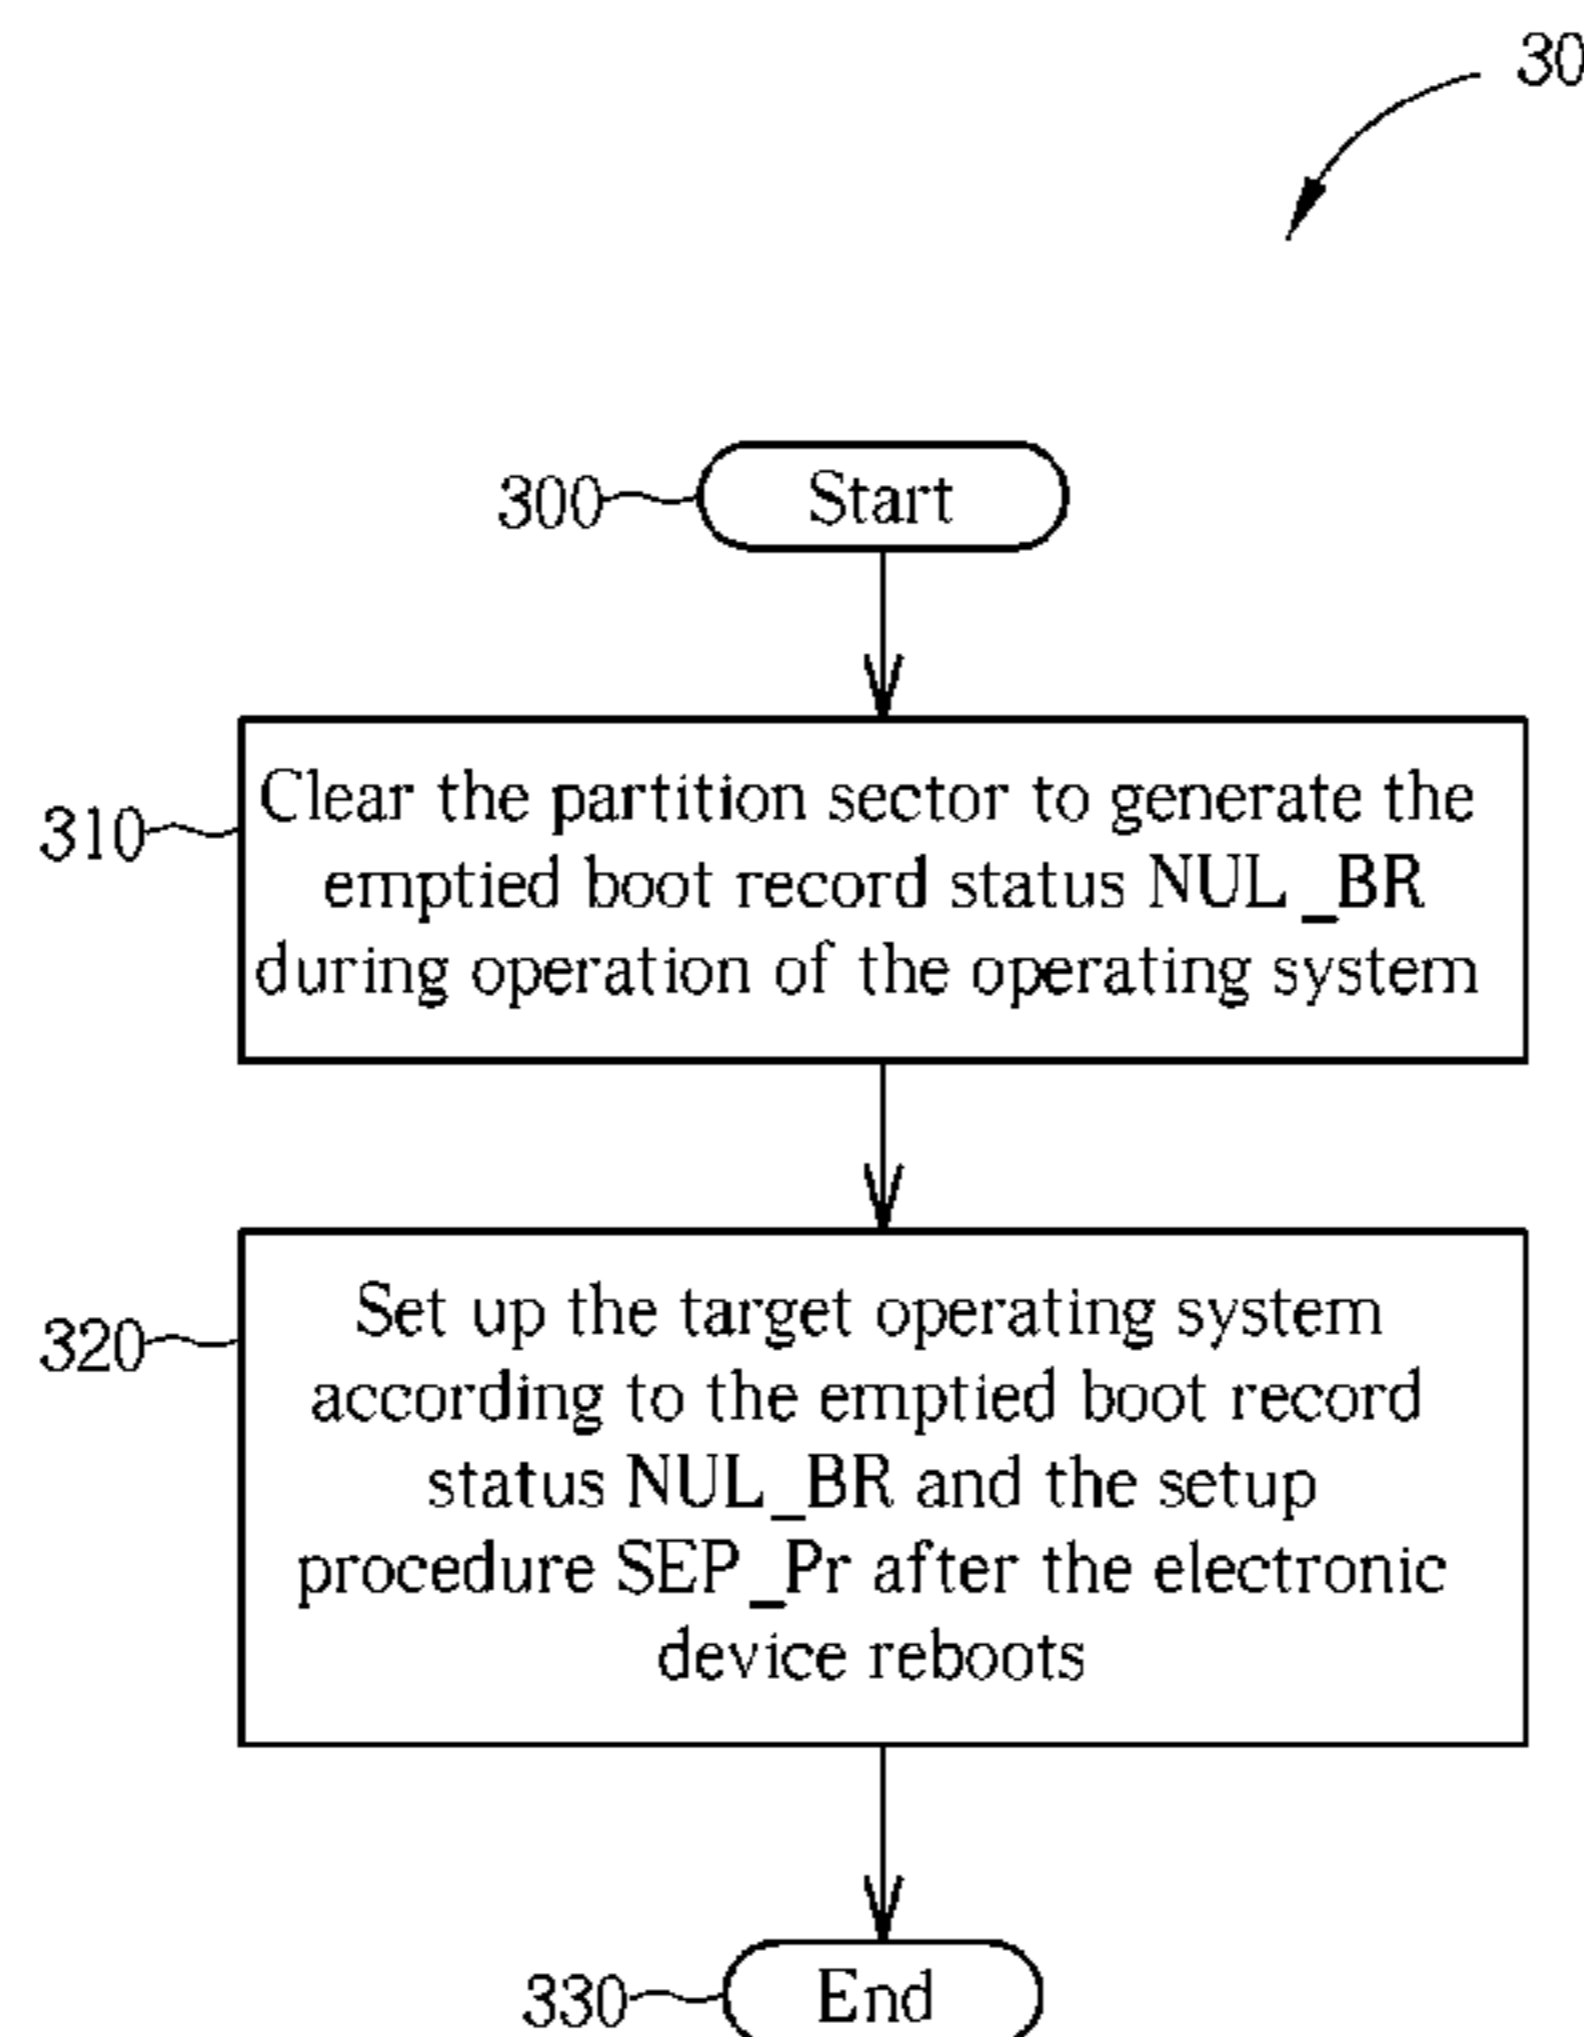 30
300
Start
310
Clear the partition sector to generate the
emptied boot record status NUL_BR
during operation of the operating system
320
Set up the target operating system
according to the emptied boot record
status NUL_BR and the setup
procedure SEP_Pr after the electronic
device reboots
330
End